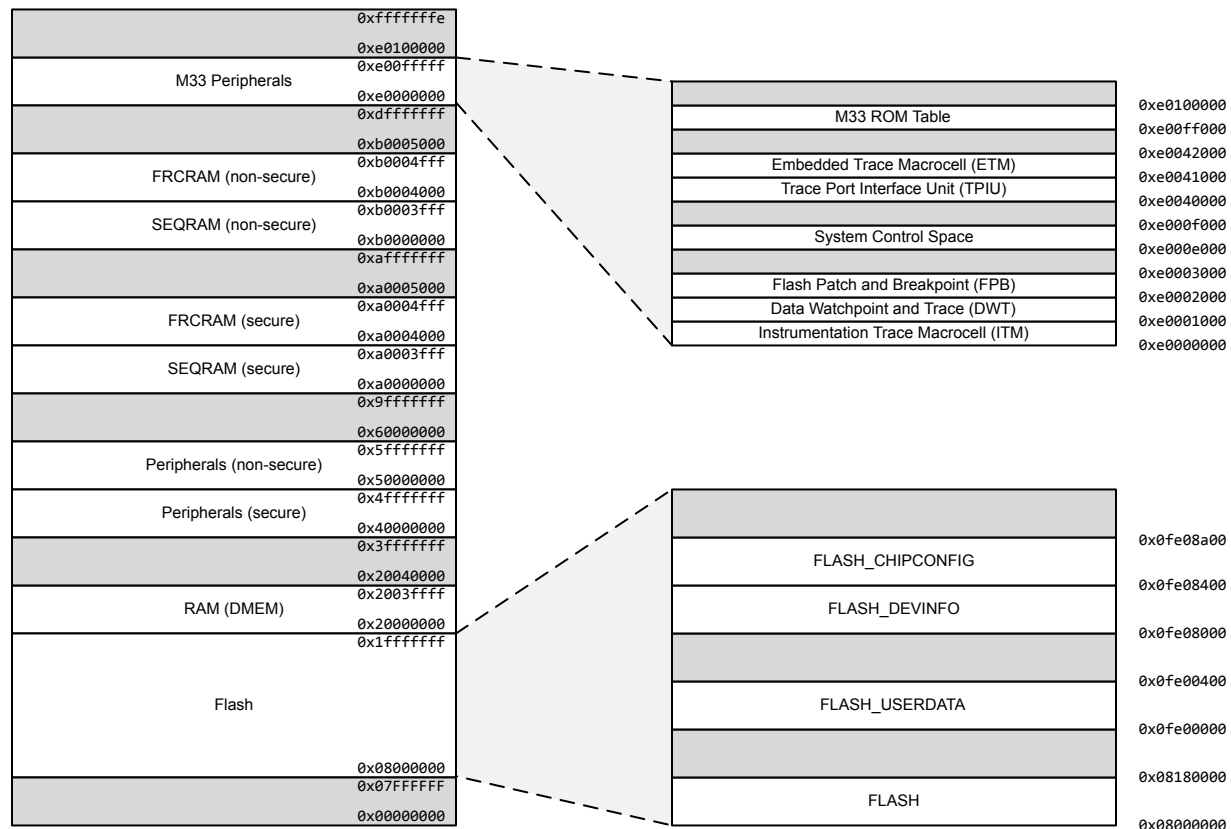 0xfffffffe
0xe0100000
M33 Peripherals
0xe00fffff
0xe0000000
0xdfffffff
0xb0005000
FRCRAM (non-secure)
0xb0004fff
0xb0004000
SEQRAM (non-secure)
0xb0003fff
0xb0000000
0xafffffff
0xa0005000
FRCRAM (secure)
0xa0004fff
0xa0004000
SEQRAM (secure)
0xa0003fff
0xa0000000
0x9fffffff
0x60000000
Peripherals (non-secure)
0x5fffffff
0x50000000
Peripherals (secure)
0x4fffffff
0x40000000
0x3fffffff
0x20040000
RAM (DMEM)
0x2003ffff
0x20000000
0x1fffffff
Flash
0x08000000
0x07FFFFFF
0x00000000
0xe0100000
M33 ROM Table
0xe00ff000
0xe0042000
Embedded Trace Macrocell (ETM)
0xe0041000
Trace Port Interface Unit (TPIU)
0xe0040000
0xe000f000
System Control Space
0xe000e000
0xe0003000
Flash Patch and Breakpoint (FPB)
0xe0002000
Data Watchpoint and Trace (DWT)
0xe0001000
Instrumentation Trace Macrocell (ITM)
0xe0000000
0x0fe08a00
FLASH_CHIPCONFIG
0x0fe08400
FLASH_DEVINFO
0x0fe08000
0x0fe00400
FLASH_USERDATA
0x0fe00000
0x08180000
FLASH
0x08000000